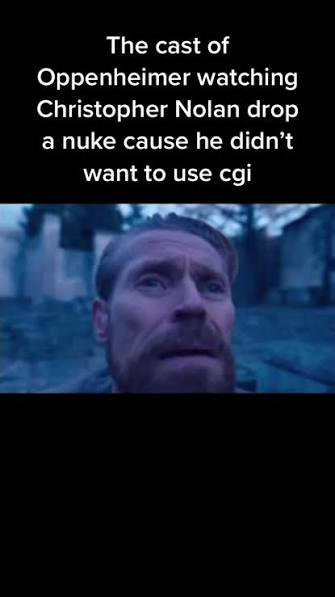 The cast of
Oppenheimer watching
Christopher Nolan drop
a nuke cause he didn’t
want to use cgi